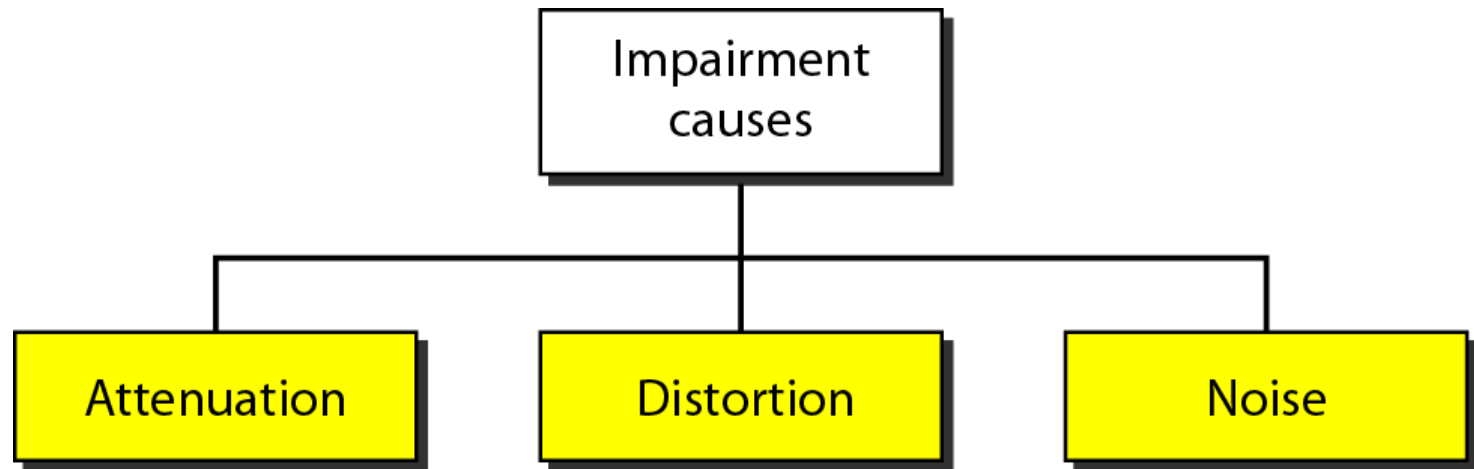 Impairment
causes
Attenuation
Distortion
Noise